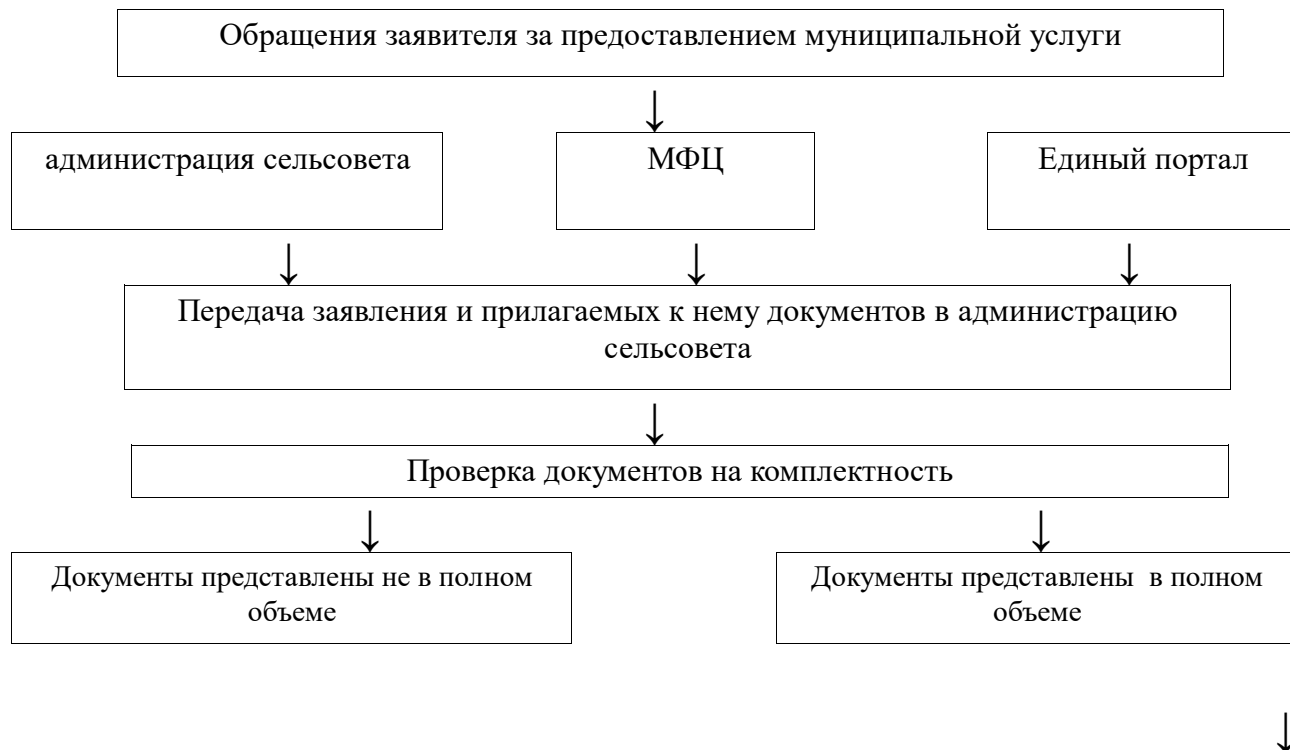 Обращения заявителя за предоставлением муниципальной услуги
↓
администрация сельсовета МФЦ Единый портал
↓ ↓ ↓
Передача заявления и прилагаемых к нему документов в администрацию
сельсовета
↓
Проверка документов на комплектность
↓ ↓
Документы представлены не в полном
объеме
Документы представлены в полном
объеме
↓